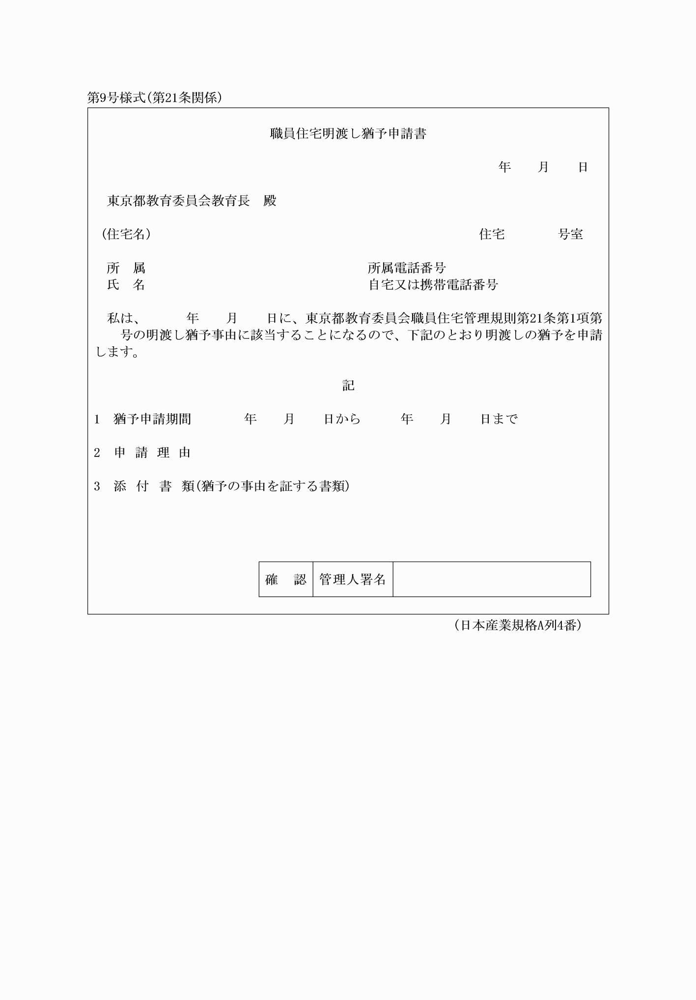 第9号様式(第21条関係)
職員住宅明渡し猶予申請書
年　　月　　日
東京都教育委員会教育長　殿
(住宅名)　　　　　　　　　　住宅　　　　号室
所　属　　　　　　　　　　所属電話番号
氏　名　　　　　　　　　　自宅又は携帯電話番号
私は、　　　年　　月　　日に、東京都教育委員会職員住宅管理規則第21条第1項第
号の明渡し猶予事由に該当することになるので、下記のとおり明渡しの猶予を申請
します。
記
1　猶予申請期間　　　　年　　月　　日から　　　年　　月　　日まで
2　申 請 理 由
3　添 付 書 類(猶予の事由を証する書類)
確　認　管理人署名
(日本産業規格A列4番)